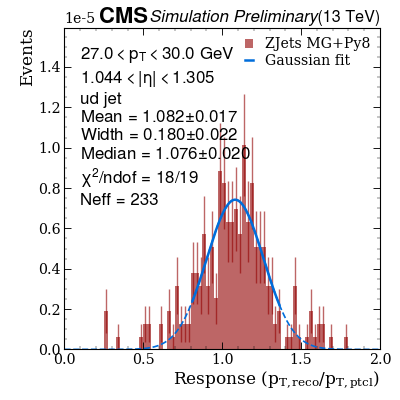 1e-5 CMS Simulation Preliminary (13 TeV)
Events
27.0 < p_T < 30.0 GeV
1.044 < |η| < 1.305
ud jet
Mean = 1.082±0.017
Width = 0.180±0.022
Median = 1.076±0.020
χ²/ndof = 18/19
Neff = 233
ZJets MG+Py8
Gaussian fit
1.4
1.2
1.0
0.8
0.6
0.4
0.2
0.0
0.0 0.5 1.0 1.5 2.0
Response (p_T,reco/p_T,ptcl)